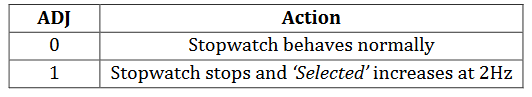 ADJ Action
0 Stopwatch behaves normally
1 Stopwatch stops and ‘Selected’ increases at 2Hz